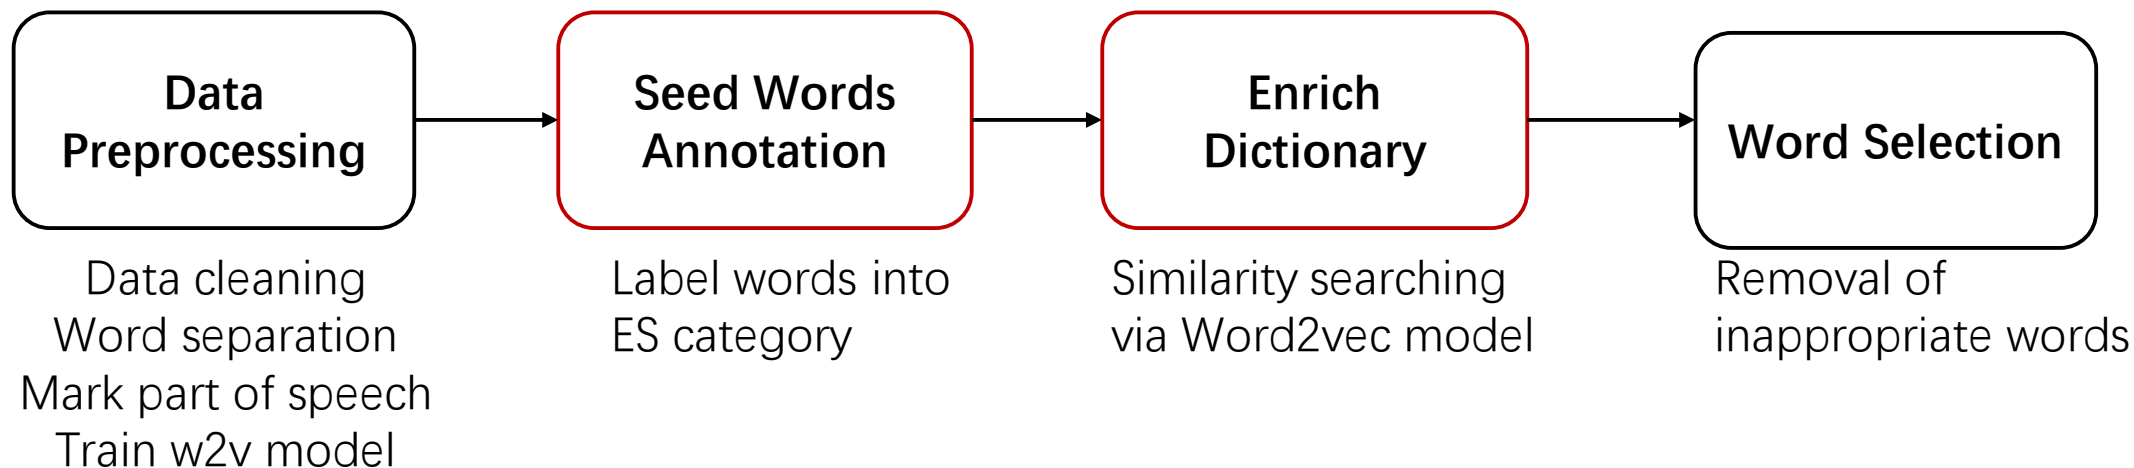 Data
Preprocessing
Seed Words
Annotation
Enrich
Dictionary
Word Selection
Data cleaning
Word separation
Mark part of speech
Train w2v model
Label words into
ES category
Similarity searching
via Word2vec model
Removal of
inappropriate words